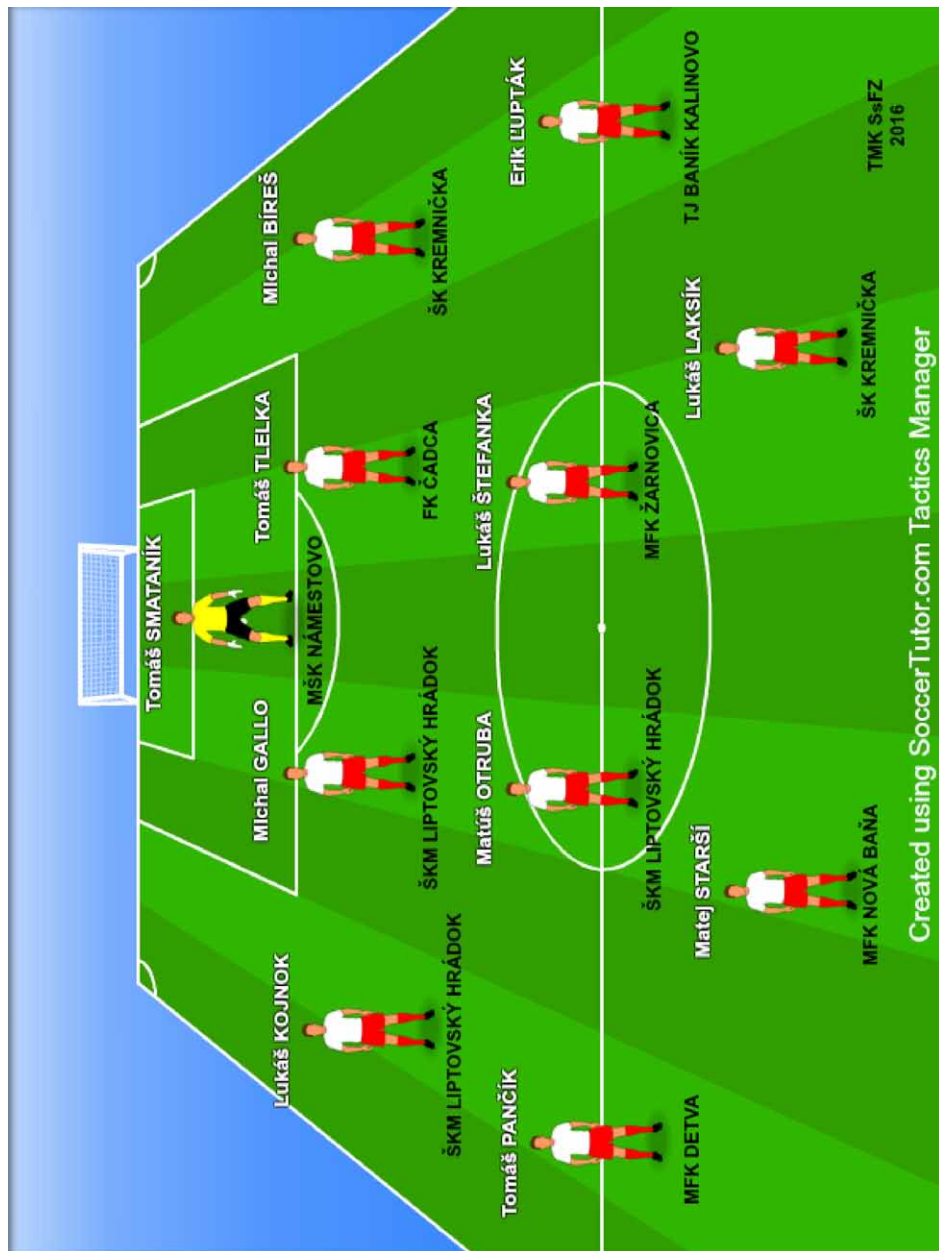 Tomáš SMATANÍK
MŠK NÁMESTOVO
Lukáš KOJNOK
ŠKM LIPTOVSKÝ HRÁDOK
Michal GALLO
ŠKM LIPTOVSKÝ HRÁDOK
Tomáš TLELKA
FK ČADCA
Michal BÍREŠ
ŠK KREMNIČKA
Tomáš PANČÍK
MFK DETVA
Matúš OTRUBA
ŠKM LIPTOVSKÝ HRÁDOK
Lukáš ŠTEFANKA
MFK ŽARNOVICA
Erik ĽUPTÁK
TJ BANÍK KALINOVO
Matej STARŠÍ
MFK NOVÁ BAŇA
Lukáš LAKSÍK
ŠK KREMNIČKA
TMK SsFZ
2016
Created using SoccerTutor.com Tactics Manager